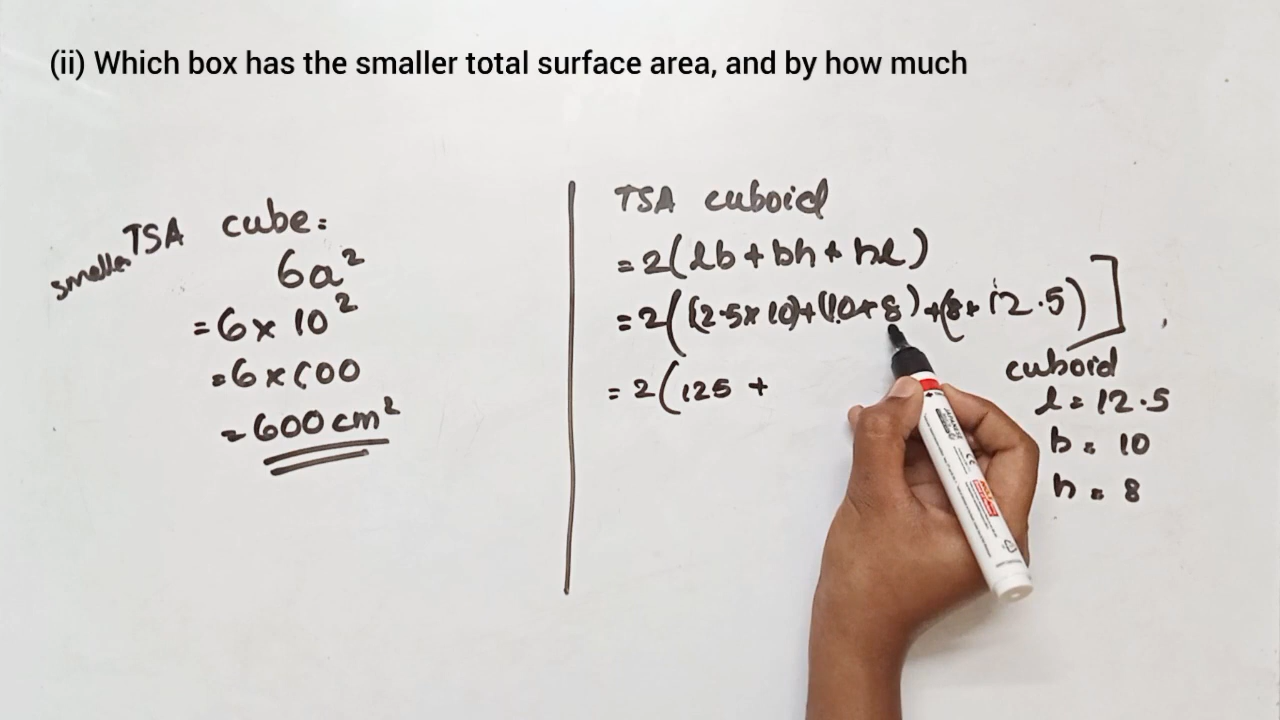 (ii) Which box has the smaller total surface area, and by how much
smaller TSA cube =
6a²
= 6 × 10²
= 6 × 100
= 600 cm²
TSA cuboid
= 2(lb + bh + hl)
= 2((12.5 × 10) + (10 × 8) + (8 × 12.5)]
= 2(125 +
cuboid
l = 12.5
b = 10
h = 8
JAPANESE